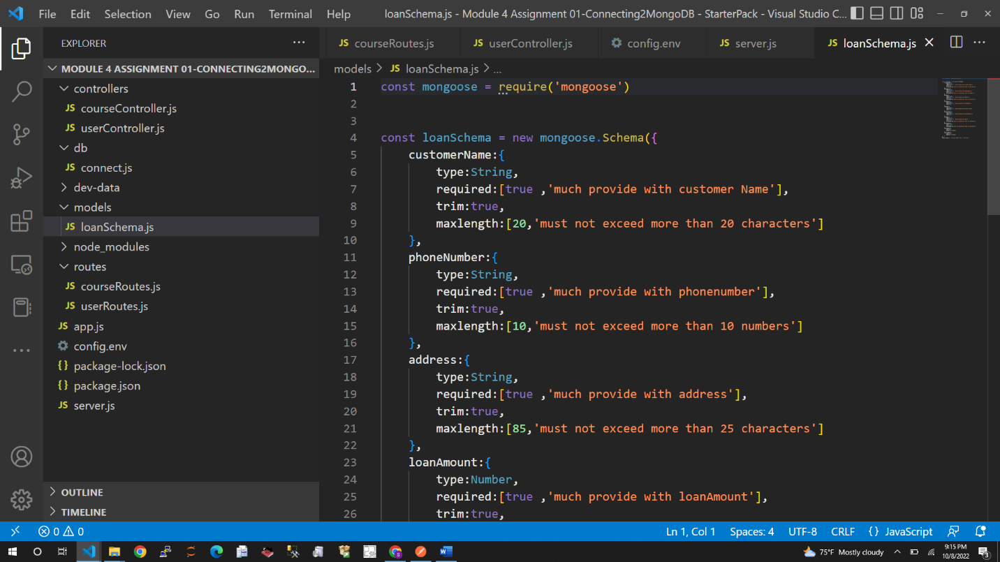 File Edit Selection View Go Run Terminal Help loanSchema.js - Module 4 Assignment 01-Connecting2MongoDB - StarterPack - Visual Studio C...
EXPLORER ...
MODULE 4 ASSIGNMENT 01-CONNECTING2MONGO...
controllers
JS courseController.js
JS userController.js
db
JS connect.js
dev-data
models
JS loanSchema.js
node_modules
routes
JS courseRoutes.js
JS userRoutes.js
JS app.js
config.env
{} package-lock.json
{} package.json
JS server.js
OUTLINE
TIMELINE
JS courseRoutes.js JS userController.js config.env JS server.js JS loanSchema.js
models > JS loanSchema.js > ...
1 const mongoose = require('mongoose')
2
3
4 const loanSchema = new mongoose.Schema({
5 customerName:{
6 type:String,
7 required:[true ,'much provide with customer Name'],
8 trim:true,
9 maxlength:[20,'must not exceed more than 20 characters']
10 },
11 phoneNumber:{
12 type:String,
13 required:[true ,'much provide with phonenumber'],
14 trim:true,
15 maxlength:[10,'must not exceed more than 10 numbers']
16 },
17 address:{
18 type:String,
19 required:[true ,'much provide with address'],
20 trim:true,
21 maxlength:[85,'must not exceed more than 25 characters']
22 },
23 loanAmount:{
24 type:Number,
25 required:[true ,'much provide with loanAmount'],
26 trim:true,
0 0 Ln 1, Col 1 Spaces: 4 UTF-8 CRLF {} JavaScript
75°F Mostly cloudy 9:15 PM
10/8/2022 3